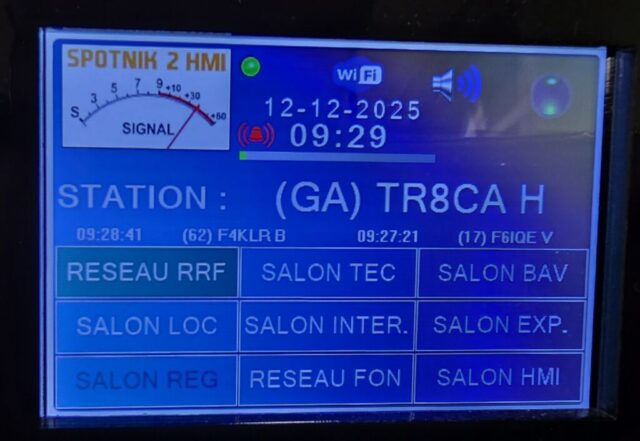 SPOTNIK 2 HMI
S 3 5 7 9 +10 +30 +60
SIGNAL
WiFi
12-12-2025
09:29
STATION : (GA) TR8CA H
09:28:41 (62) F4KLR B 09:27:21 (17) F6IQE V
RESEAU RRF SALON TEC SALON BAV
SALON LOC SALON INTER. SALON EXP.
SALON REG RESEAU FON SALON HMI